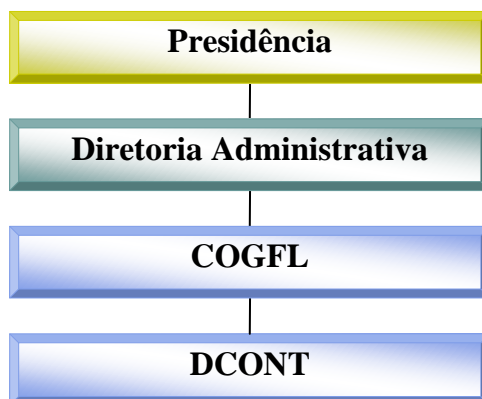 Presidência
Diretoria Administrativa
COGFL
DCONT